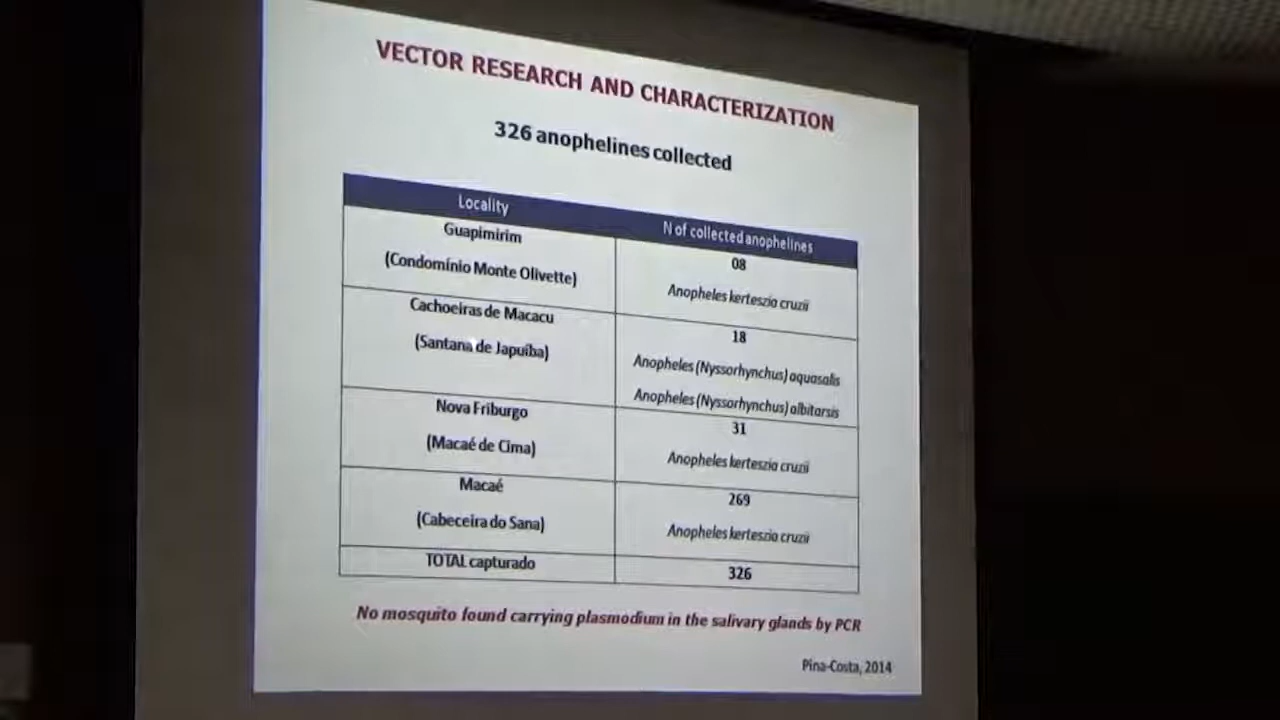 VECTOR RESEARCH AND CHARACTERIZATION
326 anophelines collected
Locality
N of collected anophelines
Guapimirim
(Condomínio Monte Olivette)
08
Anopheles kerteszia cruzii
Cachoeiras de Macacu
(Santana de Japuíba)
18
Anopheles (Nyssorhynchus) aquasalis
Anopheles (Nyssorhynchus) albitarsis
Nova Friburgo
(Macaé de Cima)
31
Anopheles kerteszia cruzii
Macaé
(Cabeceira do Sana)
269
Anopheles kerteszia cruzii
TOTAL capturado
326
No mosquito found carrying plasmodium in the salivary glands by PCR
Pina-Costa, 2014